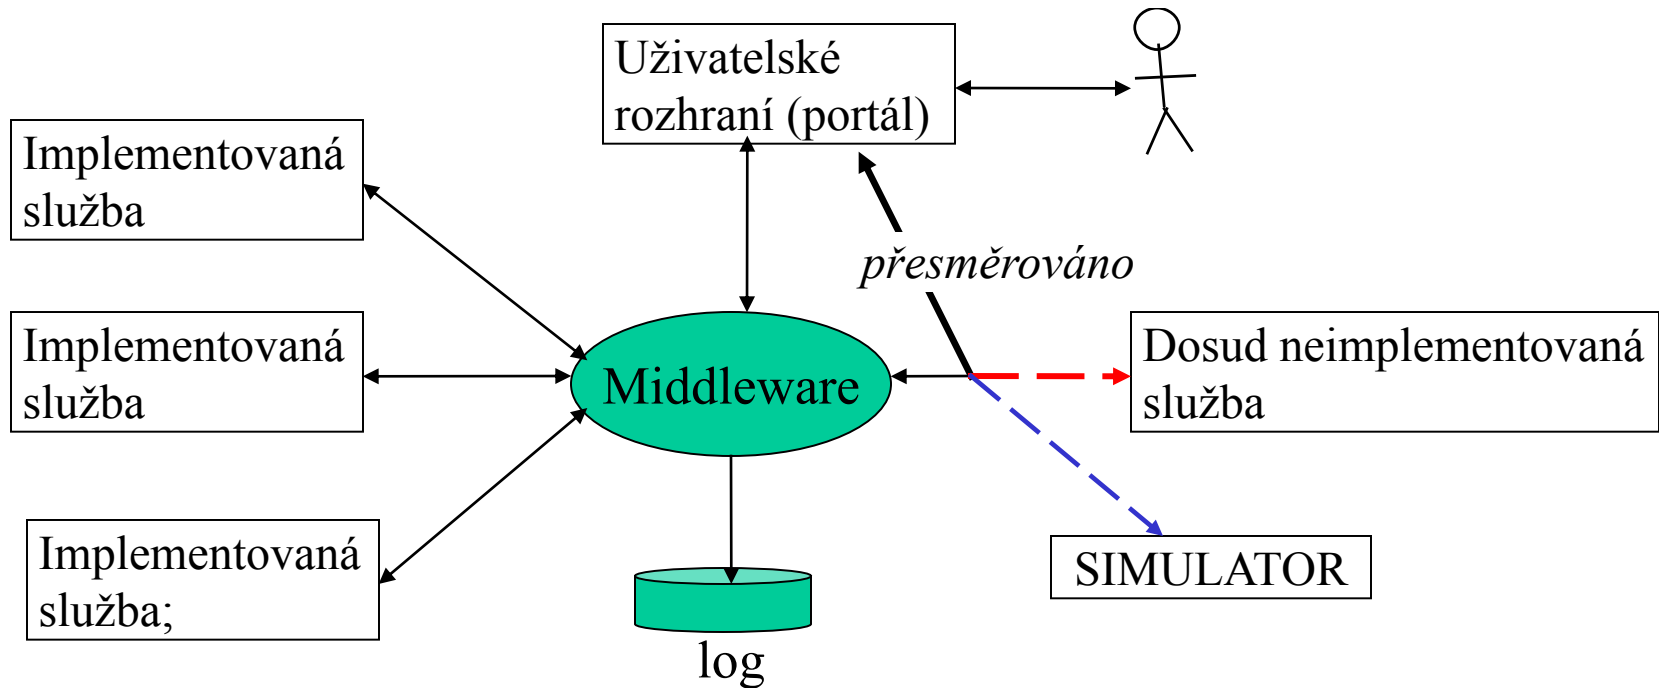 Uživatelské
rozhraní (portál)
Implementovaná
služba
přesměrováno
Implementovaná
služba
Middleware
Dosud neimplementovaná
služba
Implementovaná
služba;
SIMULATOR
log